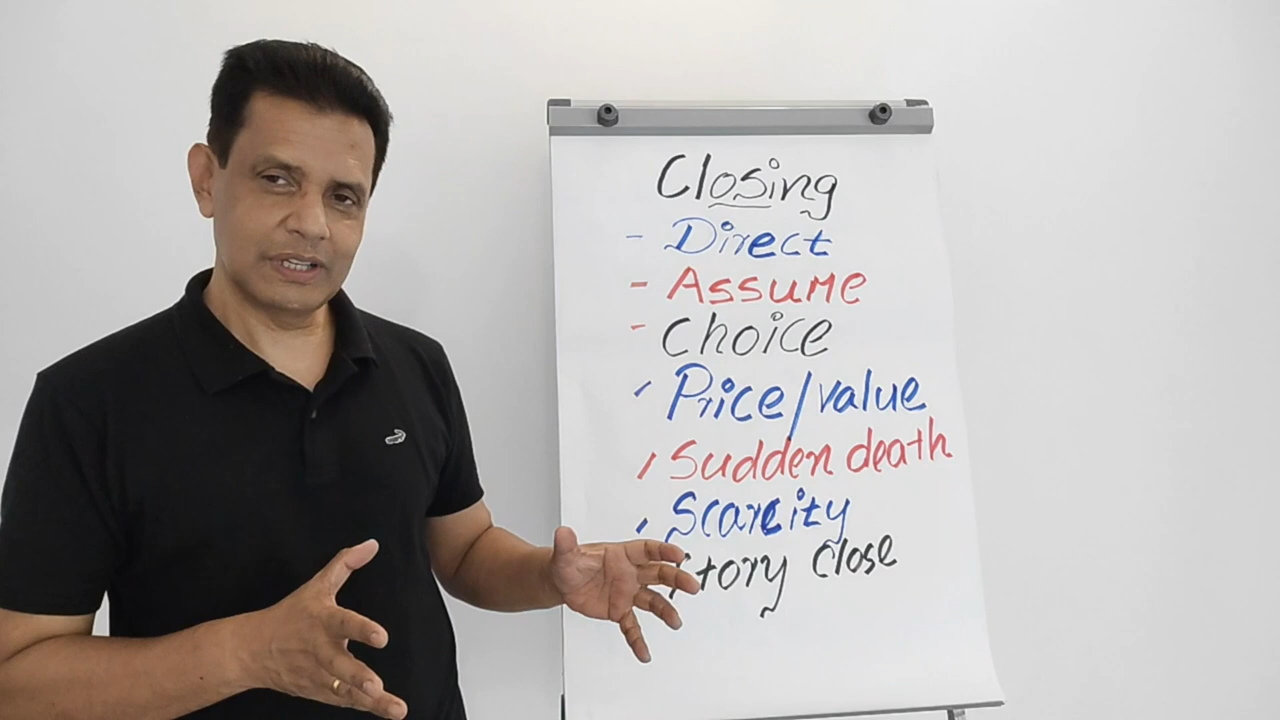 Closing
- Direct
- Assume
- Choice
- Price/value
- Sudden death
- Scarcity
Story Close